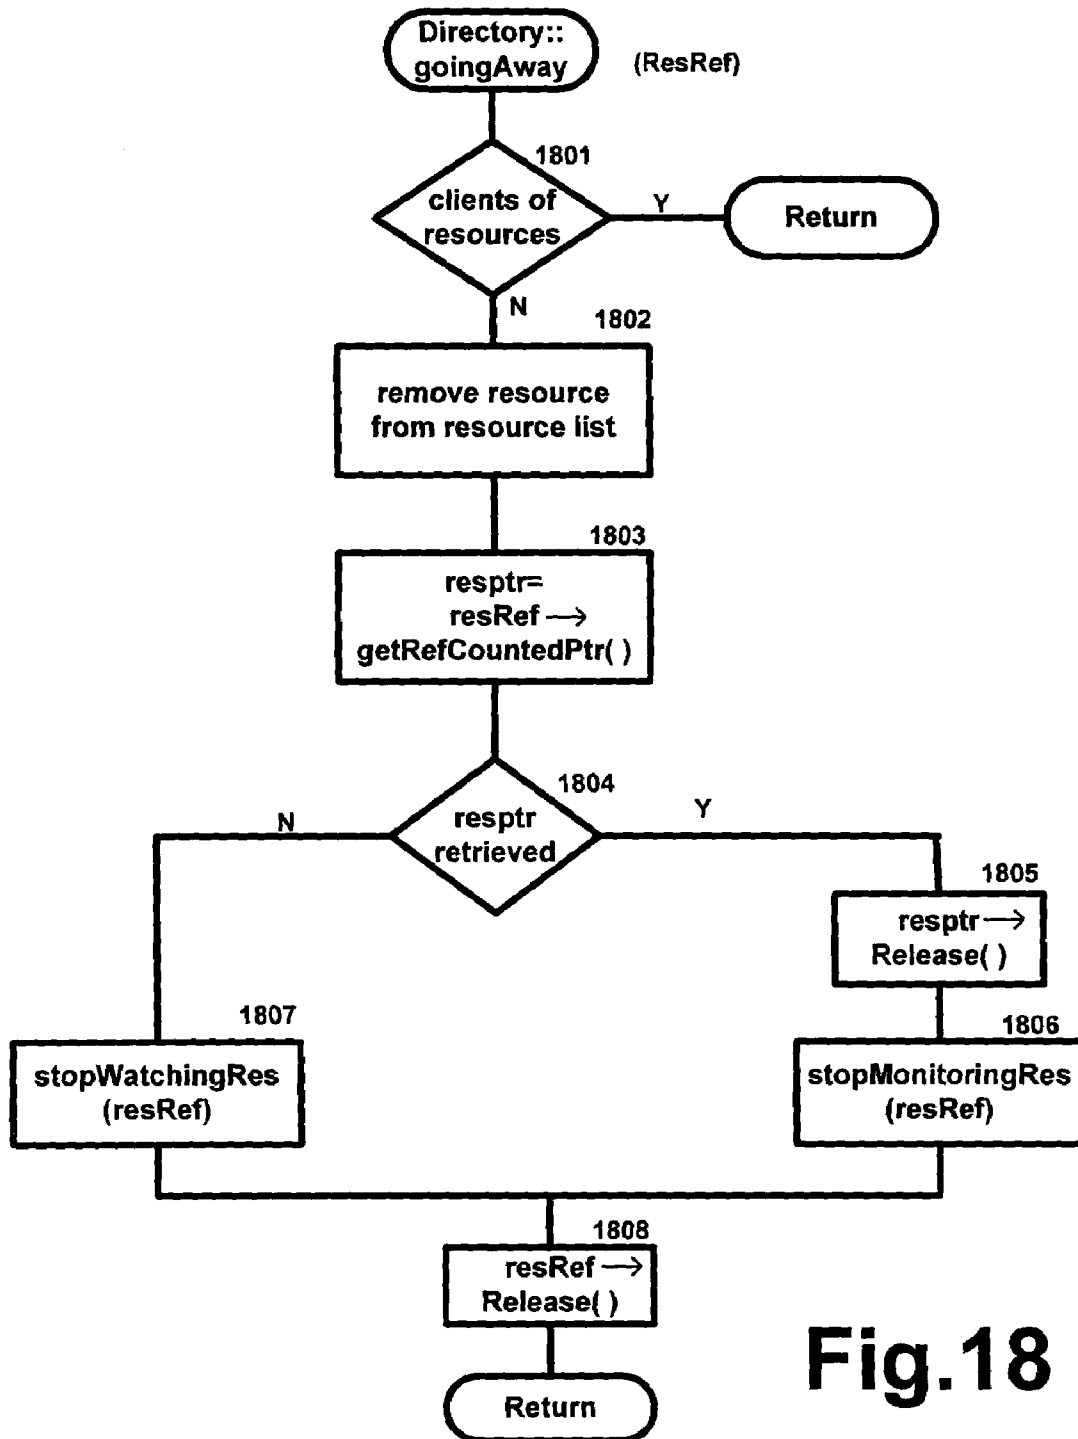 Directory::
goingAway
(ResRef)
1801
clients of
resources
Y
Return
N
1802
remove resource
from resource list
1803
resptr=
resRef →
getRefCountedPtr( )
1804
resptr
retrieved
N
Y
1805
resptr →
Release( )
1807
stopWatchingRes
(resRef)
1806
stopMonitoringRes
(resRef)
1808
resRef →
Release( )
Return
Fig.18